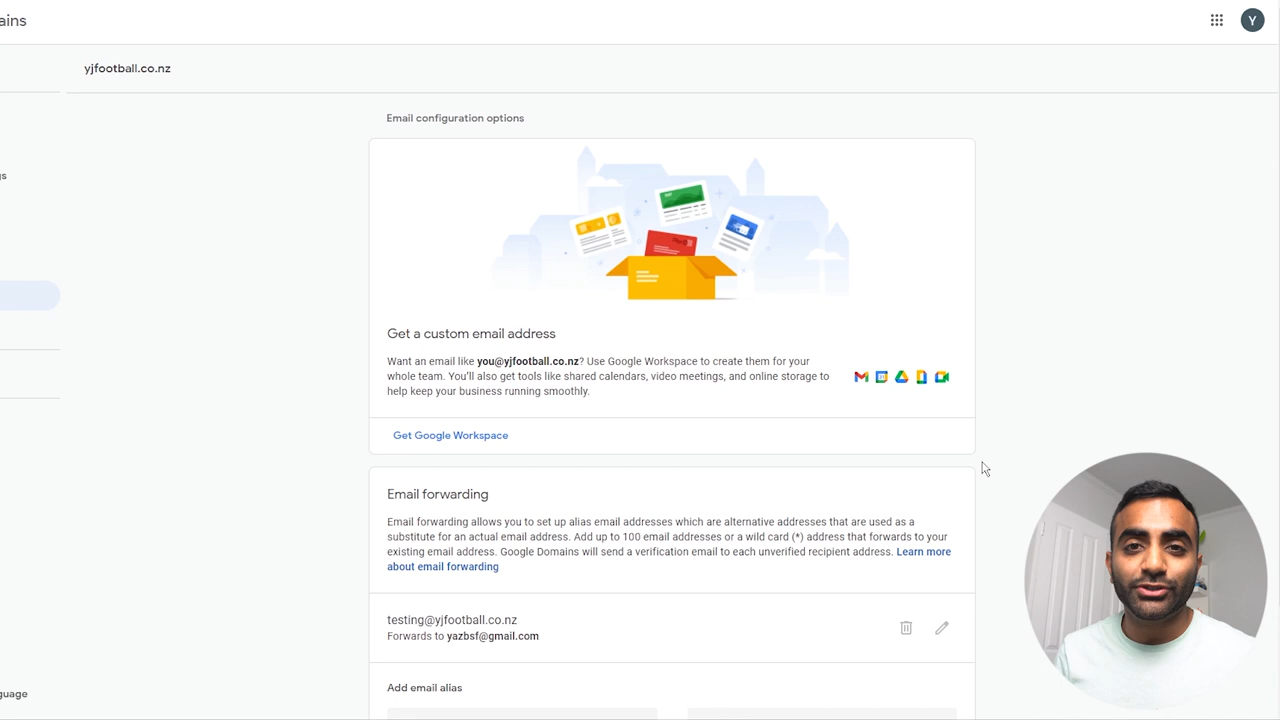 ains
Y
yjfootball.co.nz
Email configuration options
gs
Get a custom email address
Want an email like you@yjfootball.co.nz? Use Google Workspace to create them for your
whole team. You'll also get tools like shared calendars, video meetings, and online storage to
help keep your business running smoothly.
Get Google Workspace
Email forwarding
Email forwarding allows you to set up alias email addresses which are alternative addresses that are used as a
substitute for an actual email address. Add up to 100 email addresses or a wild card (*) address that forwards to your
existing email address. Google Domains will send a verification email to each unverified recipient address. Learn more
about email forwarding
testing@yjfootball.co.nz
Forwards to yazbsf@gmail.com
Add email alias
guage